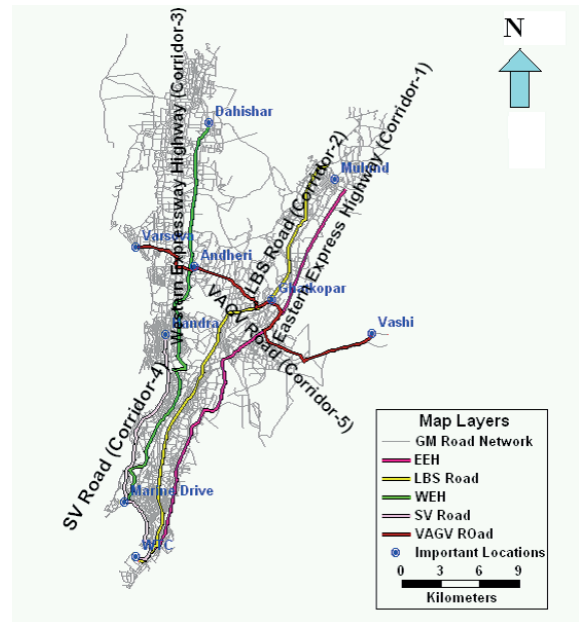 N
Western Expressway Highway (Corridor-3)
Dahishar
Eastern Express Highway (Corridor-1)
LBS Road (Corridor-2)
Mulund
Varsova
Andheri
Ghatkopar
VAGV Road (Corridor-5)
Bandra
Vashi
SV Road (Corridor-4)
Marine Drive
WTC
Map Layers
GM Road Network
EEH
LBS Road
WEH
SV Road
VAGV ROad
Important Locations
0 3 6 9
Kilometers